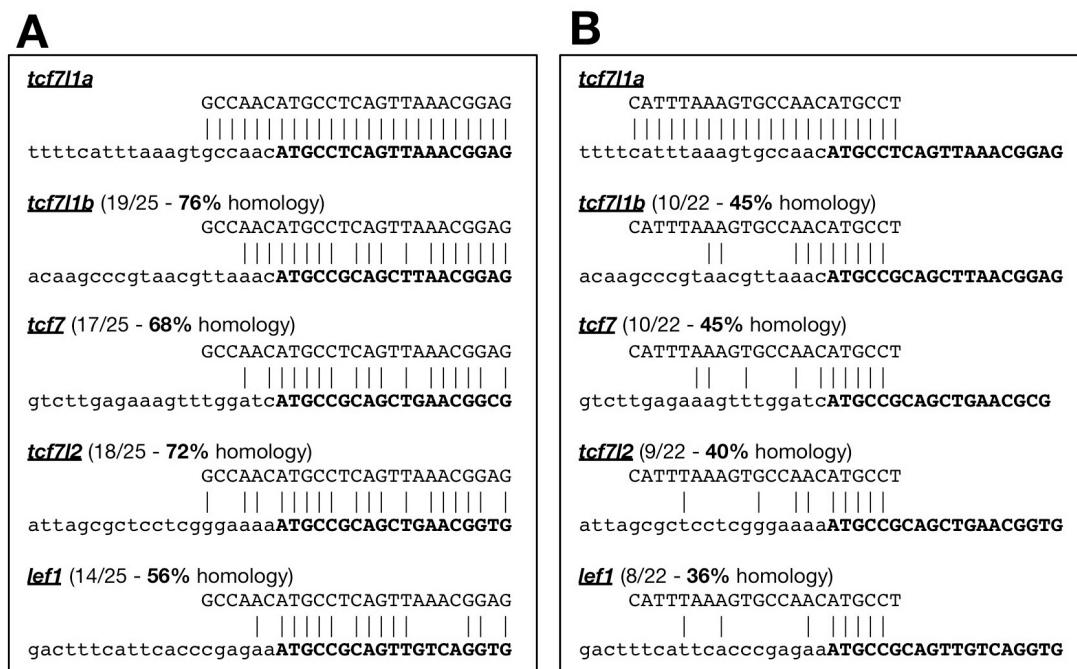 A
tcf7l1a
GCCAACATGCCTCAGTTAAACGGAG
ttttcatttaaagtgccaacATGCCTCAGTTAAACGGAG
tcf7l1b (19/25 - 76% homology)
GCCAACATGCCTCAGTTAAACGGAG
acaagcccgtaacgttaaacATGCCGCAGCTTAACGGAG
tcf7 (17/25 - 68% homology)
GCCAACATGCCTCAGTTAAACGGAG
gtcttgagaaagtttggatcATGCCGCAGCTGAACGGCG
tcf7l2 (18/25 - 72% homology)
GCCAACATGCCTCAGTTAAACGGAG
attagcgctcctcgggaaaaATGCCGCAGCTGAACGGTG
lef1 (14/25 - 56% homology)
GCCAACATGCCTCAGTTAAACGGAG
gactttcattcacccgagaaATGCCGCAGTTGTCAGGTG
B
tcf7l1a
CATTTAAAGTGCCAACATGCCT
ttttcatttaaagtgccaacATGCCTCAGTTAAACGGAG
tcf7l1b (10/22 - 45% homology)
CATTTAAAGTGCCAACATGCCT
acaagcccgtaacgttaaacATGCCGCAGCTTAACGGAG
tcf7 (10/22 - 45% homology)
CATTTAAAGTGCCAACATGCCT
gtcttgagaaagtttggatcATGCCGCAGCTGAACGCG
tcf7l2 (9/22 - 40% homology)
CATTTAAAGTGCCAACATGCCT
attagcgctcctcgggaaaaATGCCGCAGCTGAACGGTG
lef1 (8/22 - 36% homology)
CATTTAAAGTGCCAACATGCCT
gactttcattcacccgagaaATGCCGCAGTTGTCAGGTG